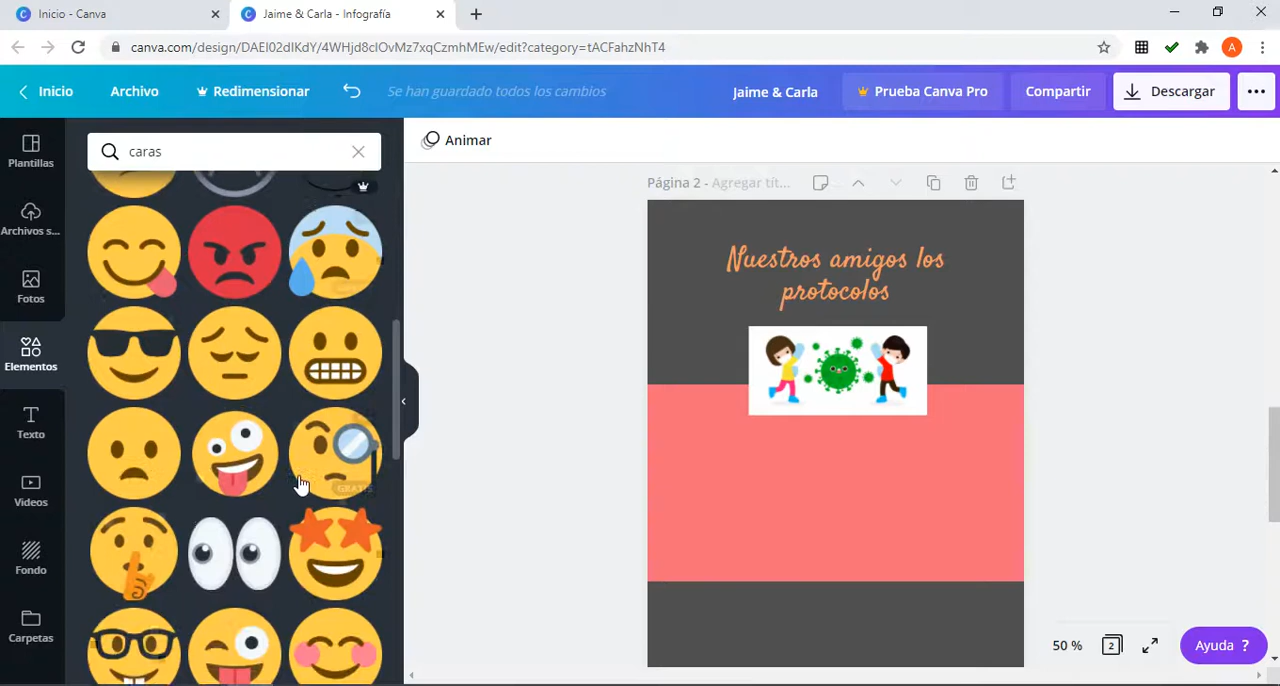 Inicio - Canva
Jaime & Carla - Infografía
canva.com/design/DAEl02dIKdY/4WHjd8clOvMz7xqCzmhMEw/edit?category=tACFahzNhT4
A
Inicio
Archivo
Redimensionar
Se han guardado todos los cambios
Jaime & Carla
Prueba Canva Pro
Compartir
Descargar
Plantillas
Archivos s...
Fotos
Elementos
Texto
Videos
Fondo
Carpetas
caras
GRATIS
Animar
Página 2 - Agregar tít...
Nuestros amigos los
protocolos
50 %
2
Ayuda ?